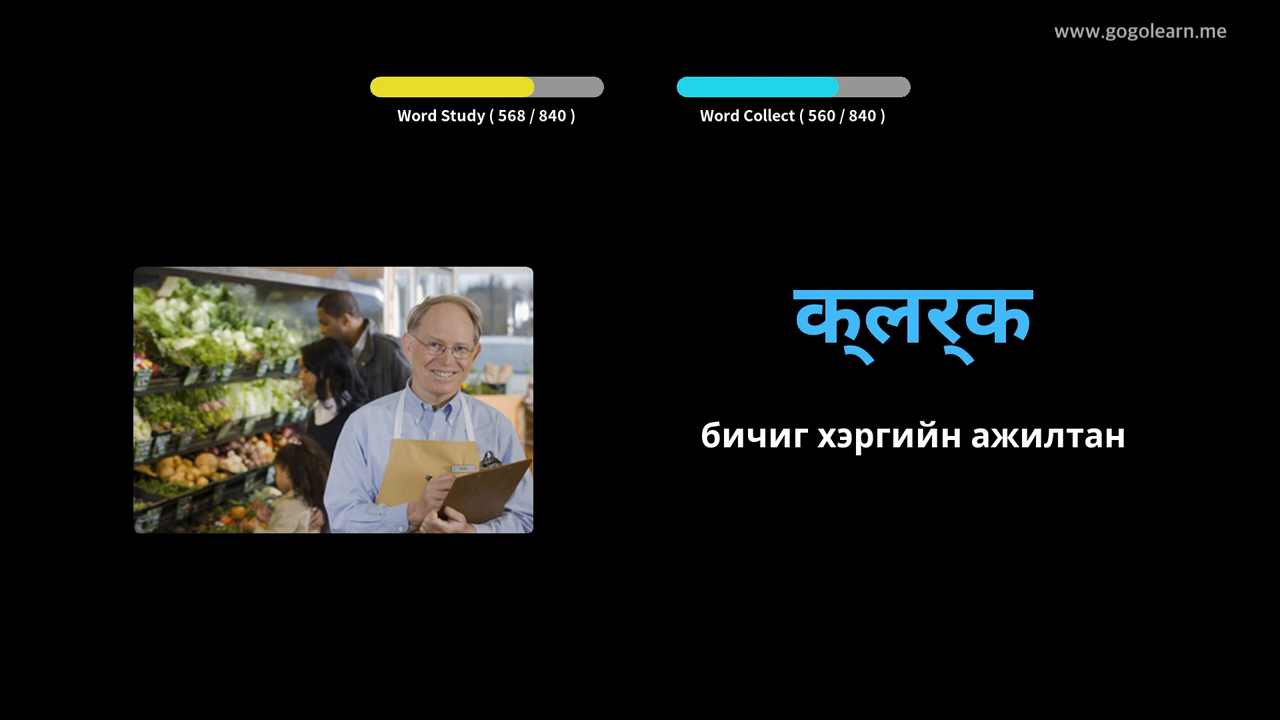 www.gogolearn.me
Word Study ( 568 / 840 )
Word Collect ( 560 / 840 )
क्‌लर्‌क
бичиг хэргийн ажилтан